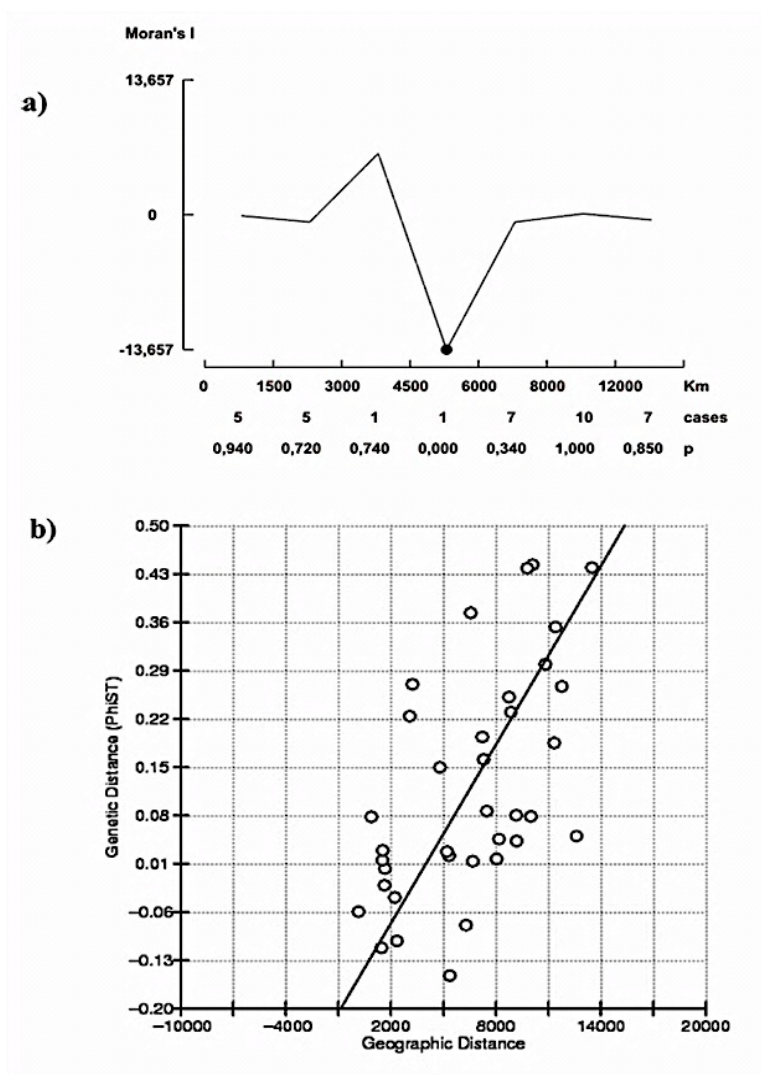 Moran's I
13,657
a)
0
-13,657
0 1500 3000 4500 6000 8000 12000 Km
5 5 1 1 7 10 7 cases
0,940 0,720 0,740 0,000 0,340 1,000 0,850 p
b)
0.50
0.43
0.36
0.29
0.22
0.15
0.08
0.01
−0.06
−0.13
−0.20
Genetic Distance (PhiST)
−10000 −4000 2000 8000 14000 20000
Geographic Distance